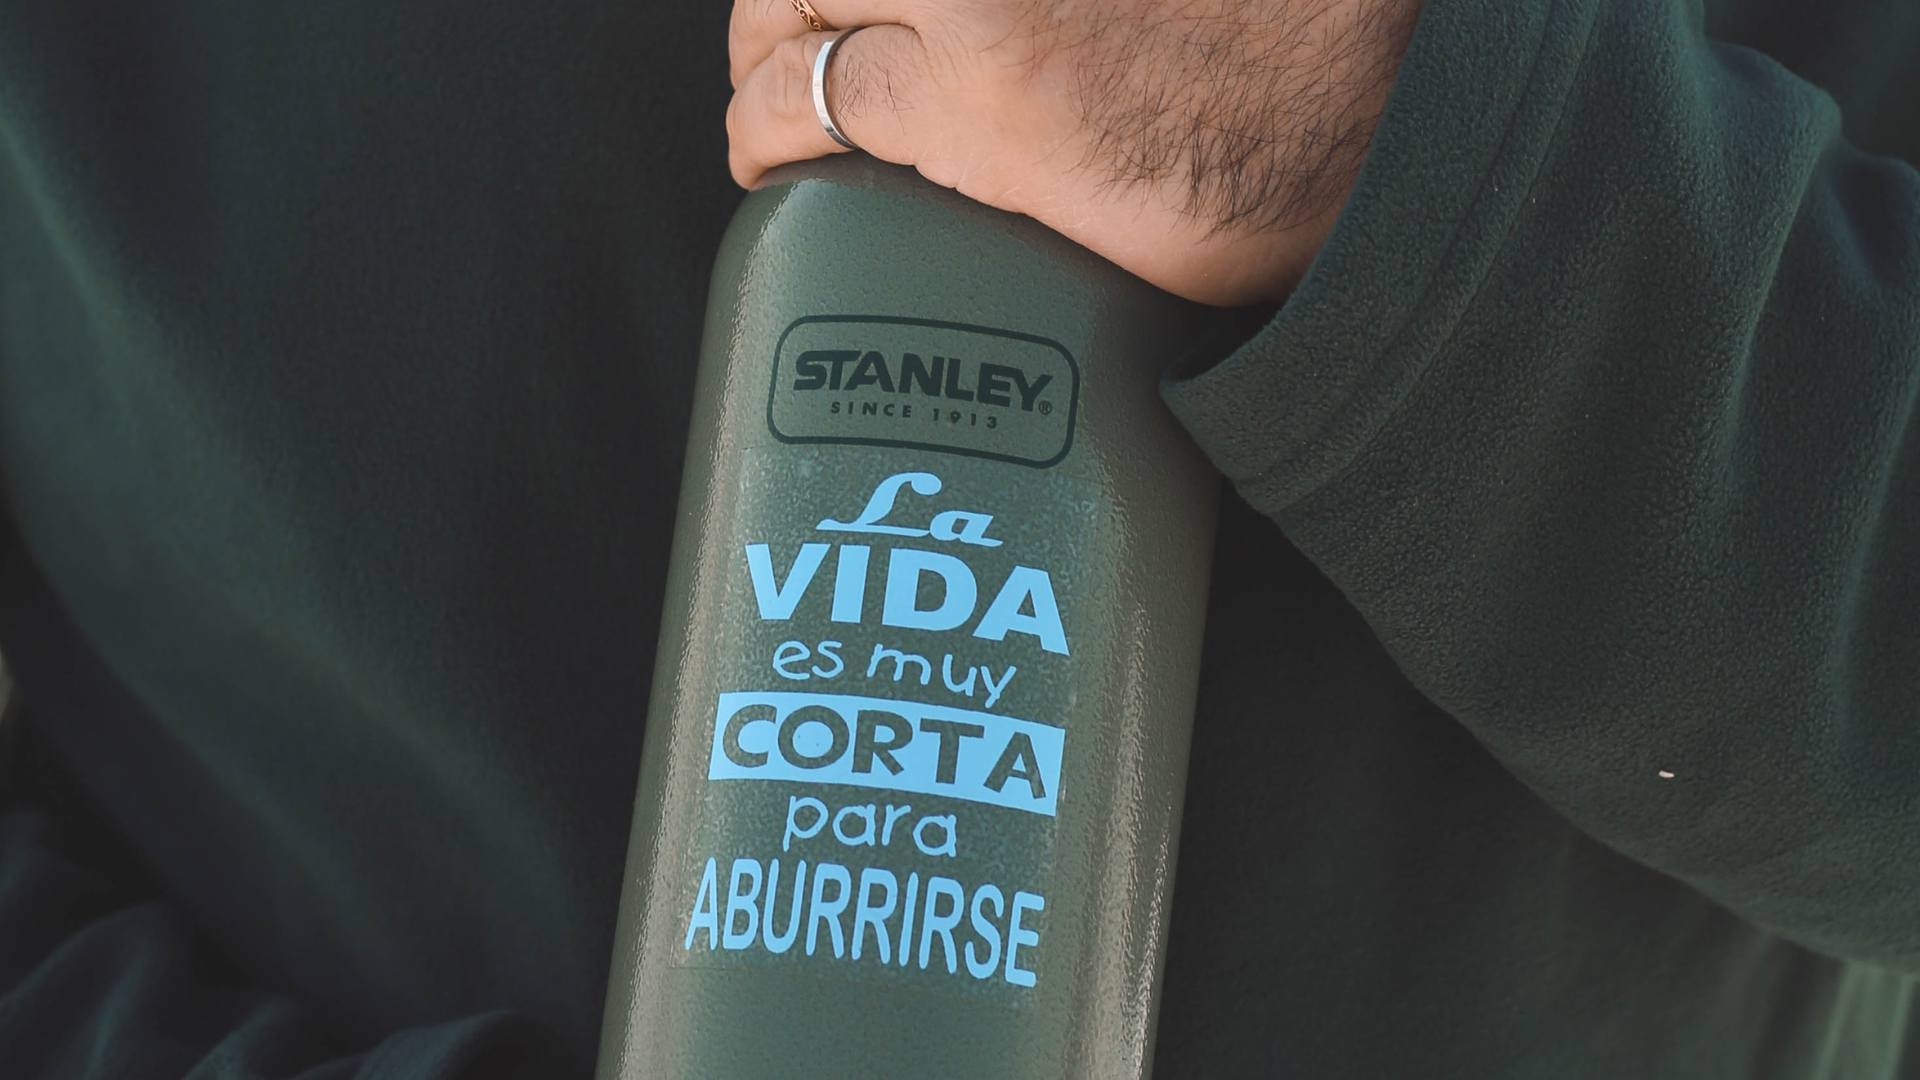 STANLEY®
SINCE 1913
La
VIDA
es muy
CORTA
para
ABURRIRSE